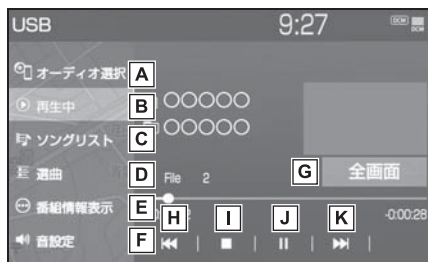 USB 9:27 DCM DCM
オーディオ選択 A
再生中 B ○○○○○
ソングリスト C ○○○○○
選曲 D File 2 G 全画面
番組情報表示 E -0:00:28
音設定 F H I J K